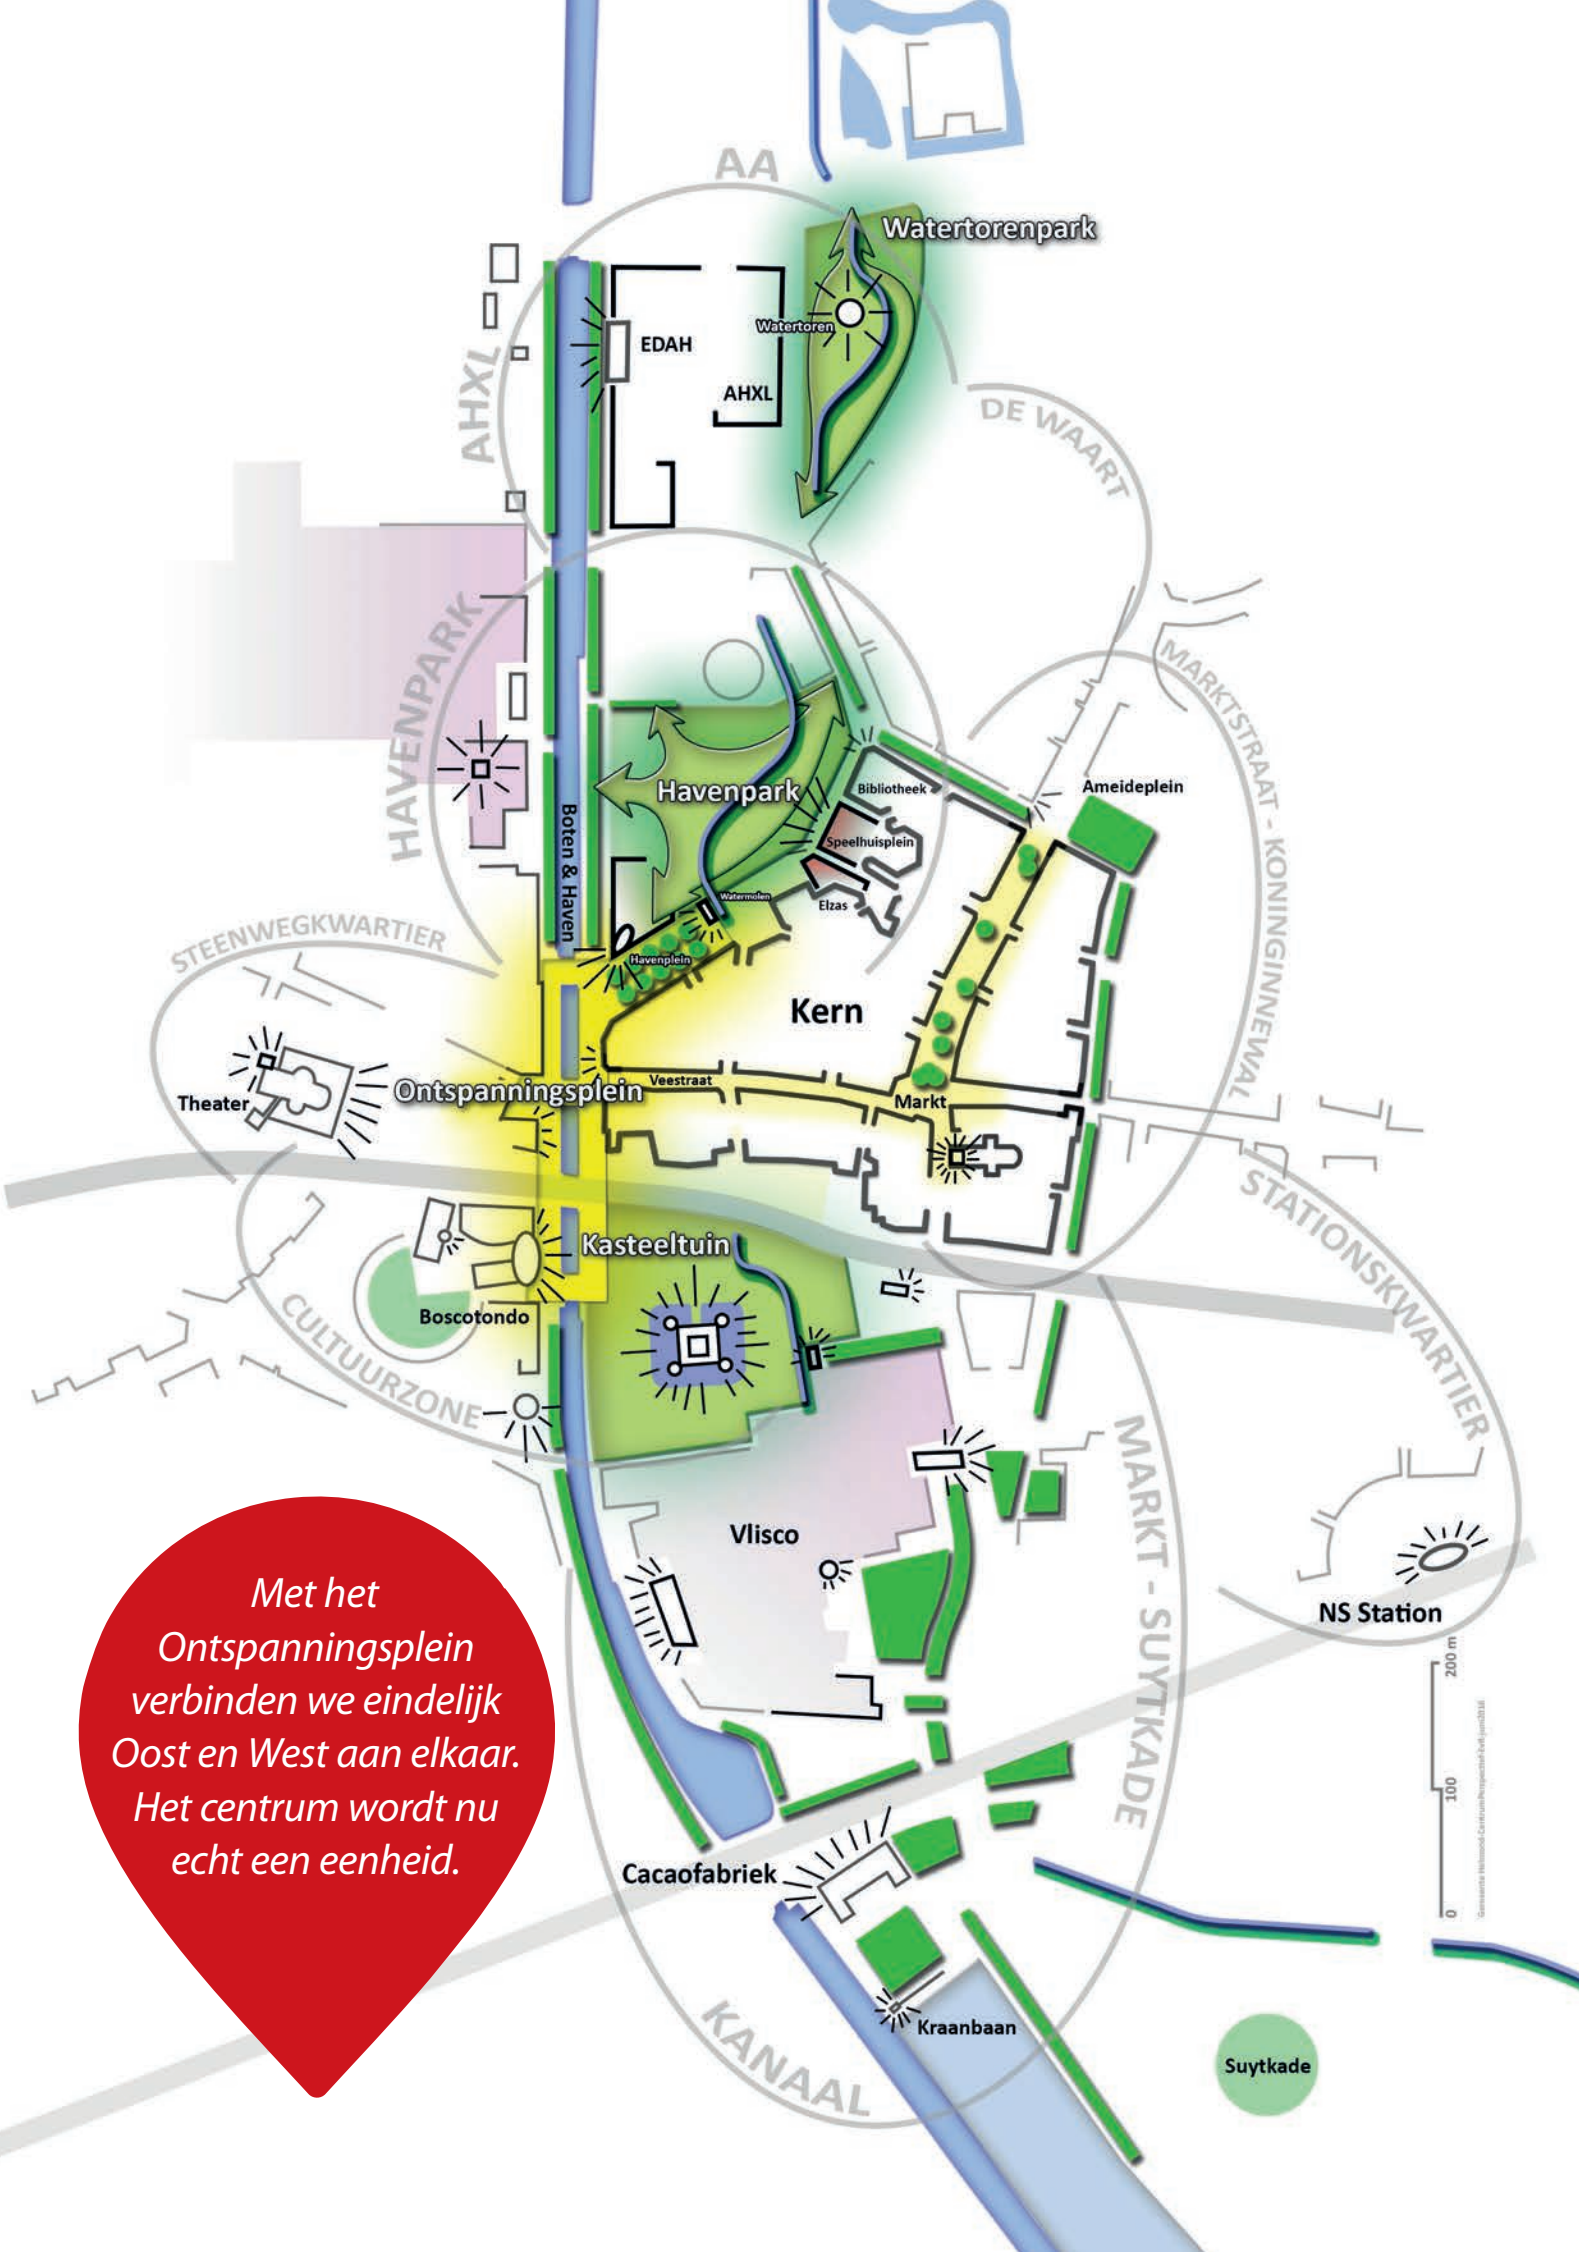 AA
Watertorenpark
Watertoren
EDAH
AHXL
AHXL
DE WAART
HAVENPARK
MARKTSTRAAT - KONINGINNEWAL
Ameideplein
Havenpark
Bibliotheek
Speelhuisplein
Boten & Haven
Watermolen
Elzas
STEENWEGKWARTIER
Havenplein
Kern
Ontspanningsplein
Veestraat
Theater
Markt
STATIONSKWARTIER
Kasteeltuin
Boscotondo
CULTUURZONE
MARKT - SUYTKADE
Vlisco
NS Station
Met het
Ontspanningsplein
verbinden we eindelijk
Oost en West aan elkaar.
Het centrum wordt nu
echt een eenheid.
200 m
100
0
Cacaofabriek
Kraanbaan
KANAAL
Suytkade